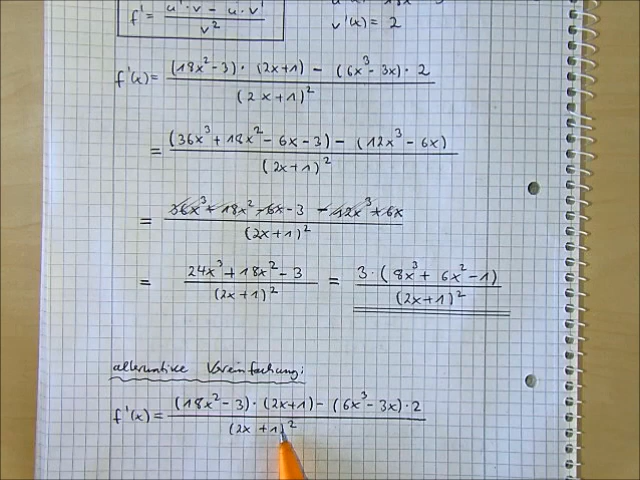 f' = u'·v - u·v' / v²
v'(x) = 2
f'(x) = (18x² - 3) · (2x+1) - (6x³ - 3x) · 2 / (2x+1)²
= (36x³ + 18x² - 6x - 3) - (12x³ - 6x) / (2x+1)²
= 36x³ + 18x² - 6x - 3 - 12x³ + 6x / (2x+1)²
= 24x³ + 18x² - 3 / (2x+1)² = 3 · (8x³ + 6x² - 1) / (2x+1)²
alternative Vereinfachung:
f'(x) = (18x² - 3) · (2x+1) - (6x³ - 3x) · 2 / (2x+1)²